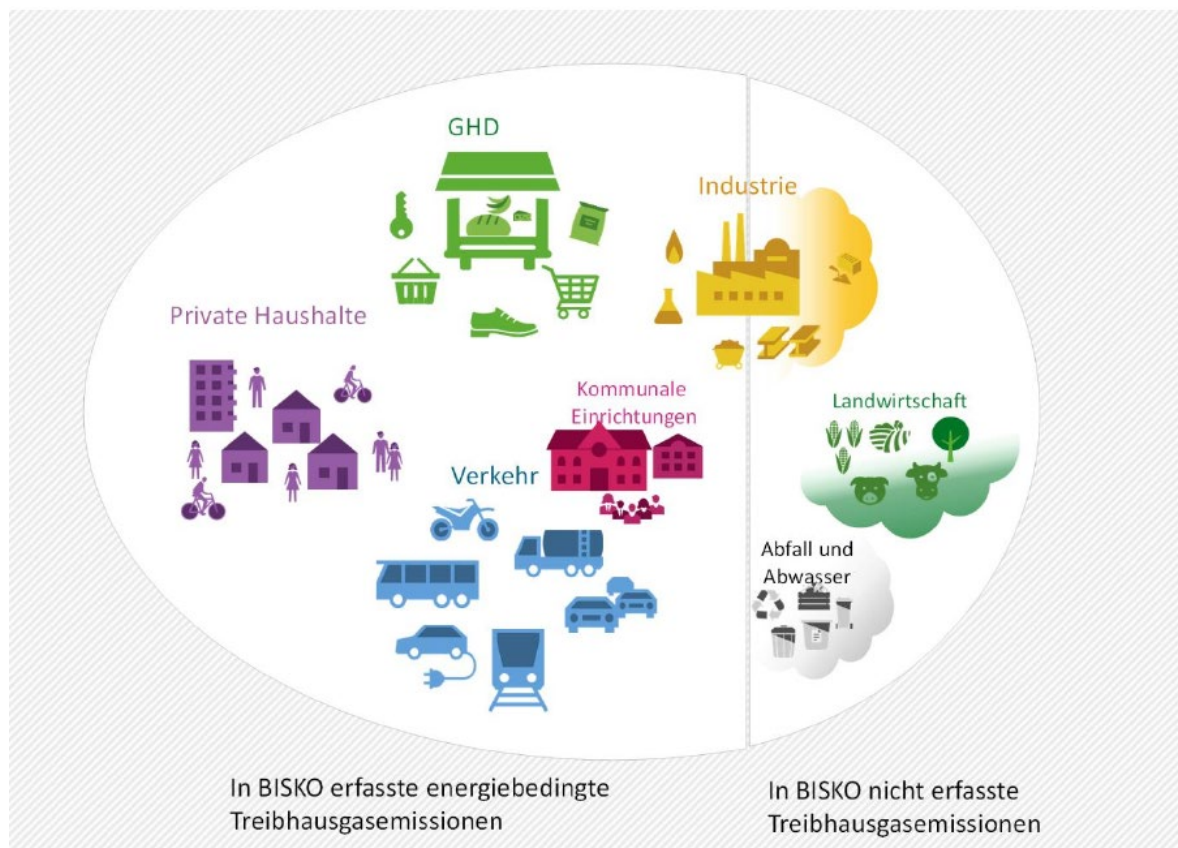 GHD
Industrie
Private Haushalte
Kommunale
Einrichtungen
Landwirtschaft
Verkehr
Abfall und
Abwasser
In BISKO erfasste energiebedingte
Treibhausgasemissionen
In BISKO nicht erfasste
Treibhausgasemissionen